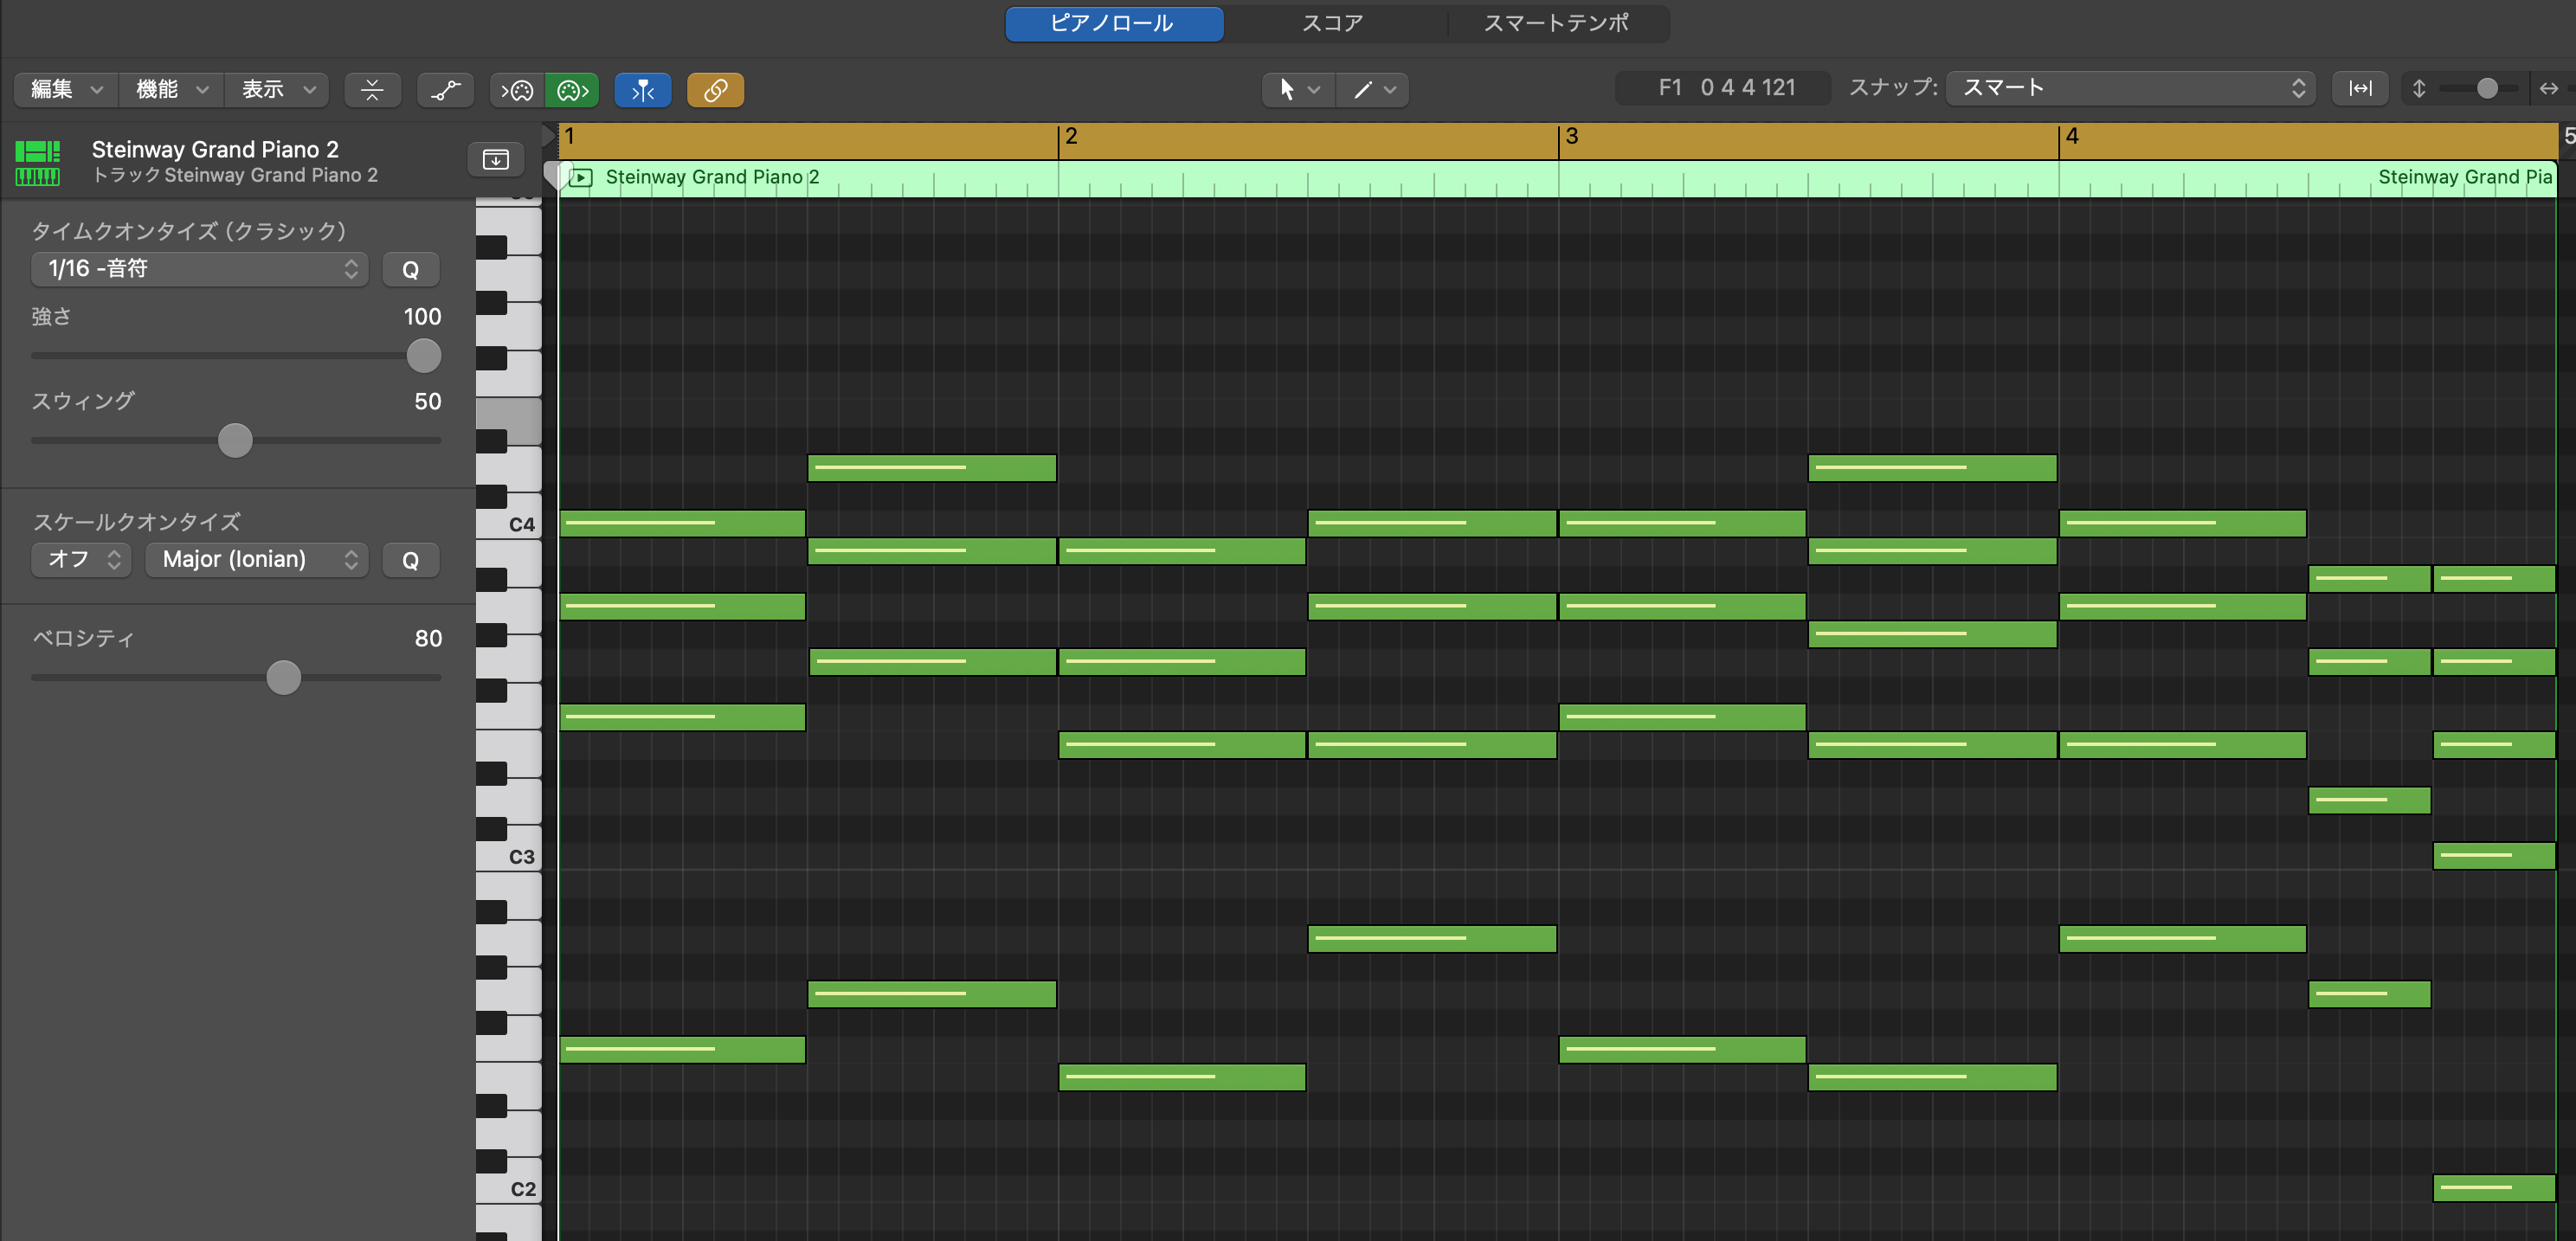 ピアノロール スコア スマートテンポ
編集 機能 表示 F1 0 4 4 121 スナップ: スマート
1 2 3 4 5
Steinway Grand Piano 2
トラック Steinway Grand Piano 2
Steinway Grand Piano 2 Steinway Grand Pia
タイムクオンタイズ (クラシック)
1/16 -音符 Q
強さ 100
スウィング 50
スケールクオンタイズ
オフ Major (Ionian) Q
ベロシティ 80
C4
C3
C2